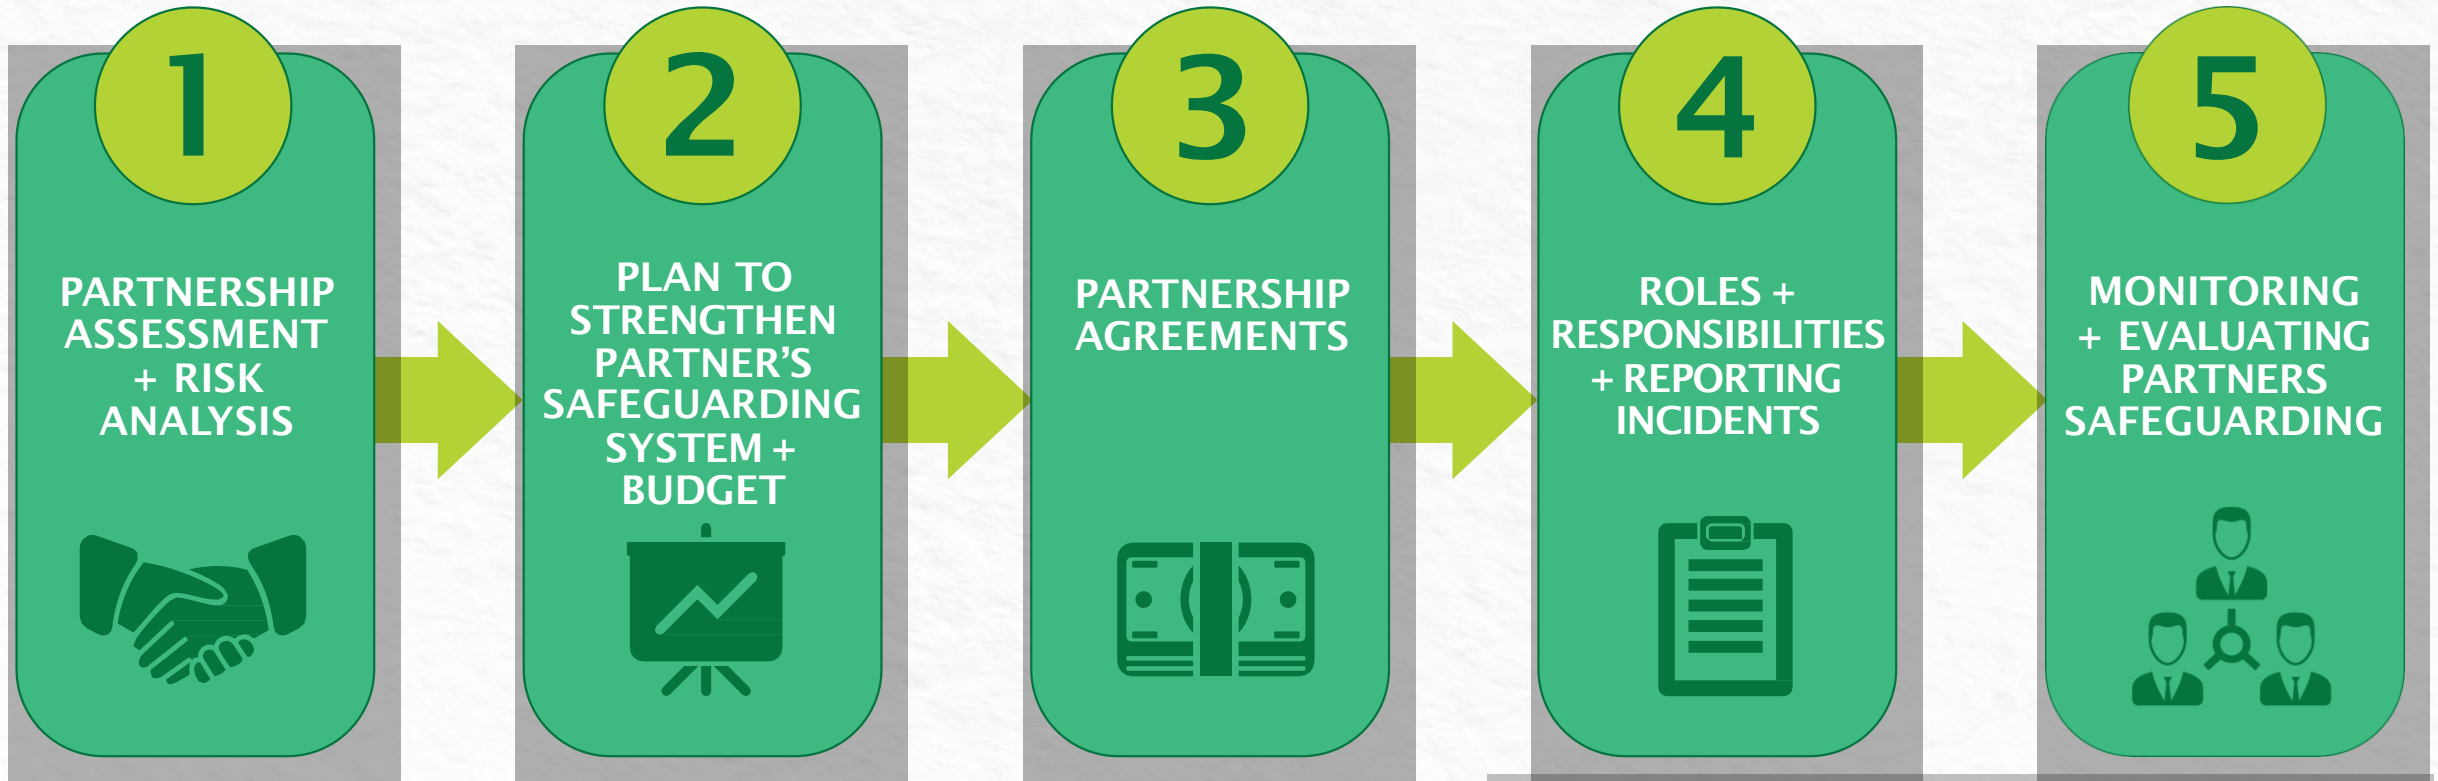 1
PARTNERSHIP
ASSESSMENT
+ RISK
ANALYSIS
2
PLAN TO
STRENGTHEN
PARTNER’S
SAFEGUARDING
SYSTEM +
BUDGET
3
PARTNERSHIP
AGREEMENTS
4
ROLES +
RESPONSIBILITIES
+ REPORTING
INCIDENTS
5
MONITORING
+ EVALUATING
PARTNERS
SAFEGUARDING